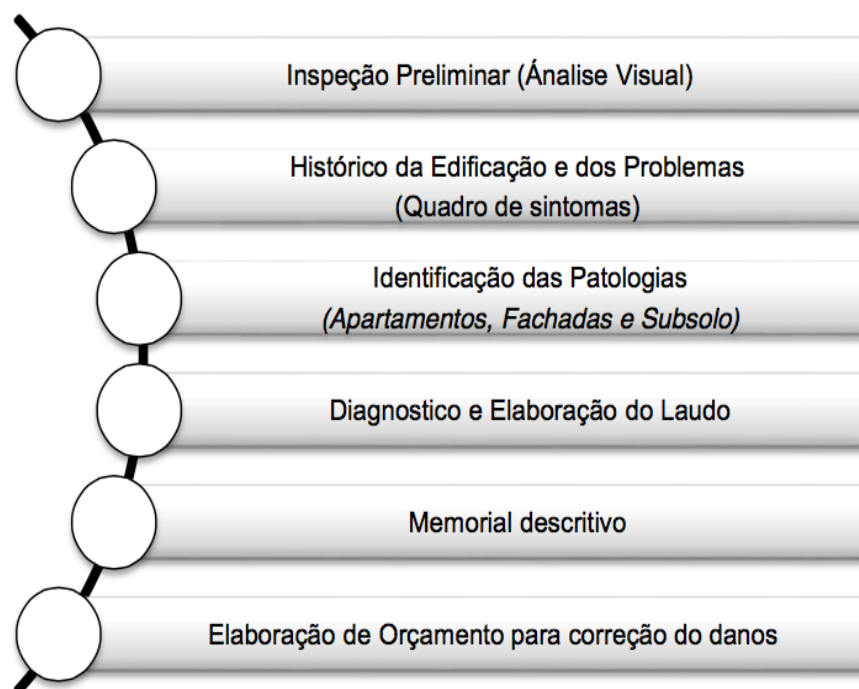 Inspeção Preliminar (Ánalise Visual)
Histórico da Edificação e dos Problemas
(Quadro de sintomas)
Identificação das Patologias
(Apartamentos, Fachadas e Subsolo)
Diagnostico e Elaboração do Laudo
Memorial descritivo
Elaboração de Orçamento para correção do danos